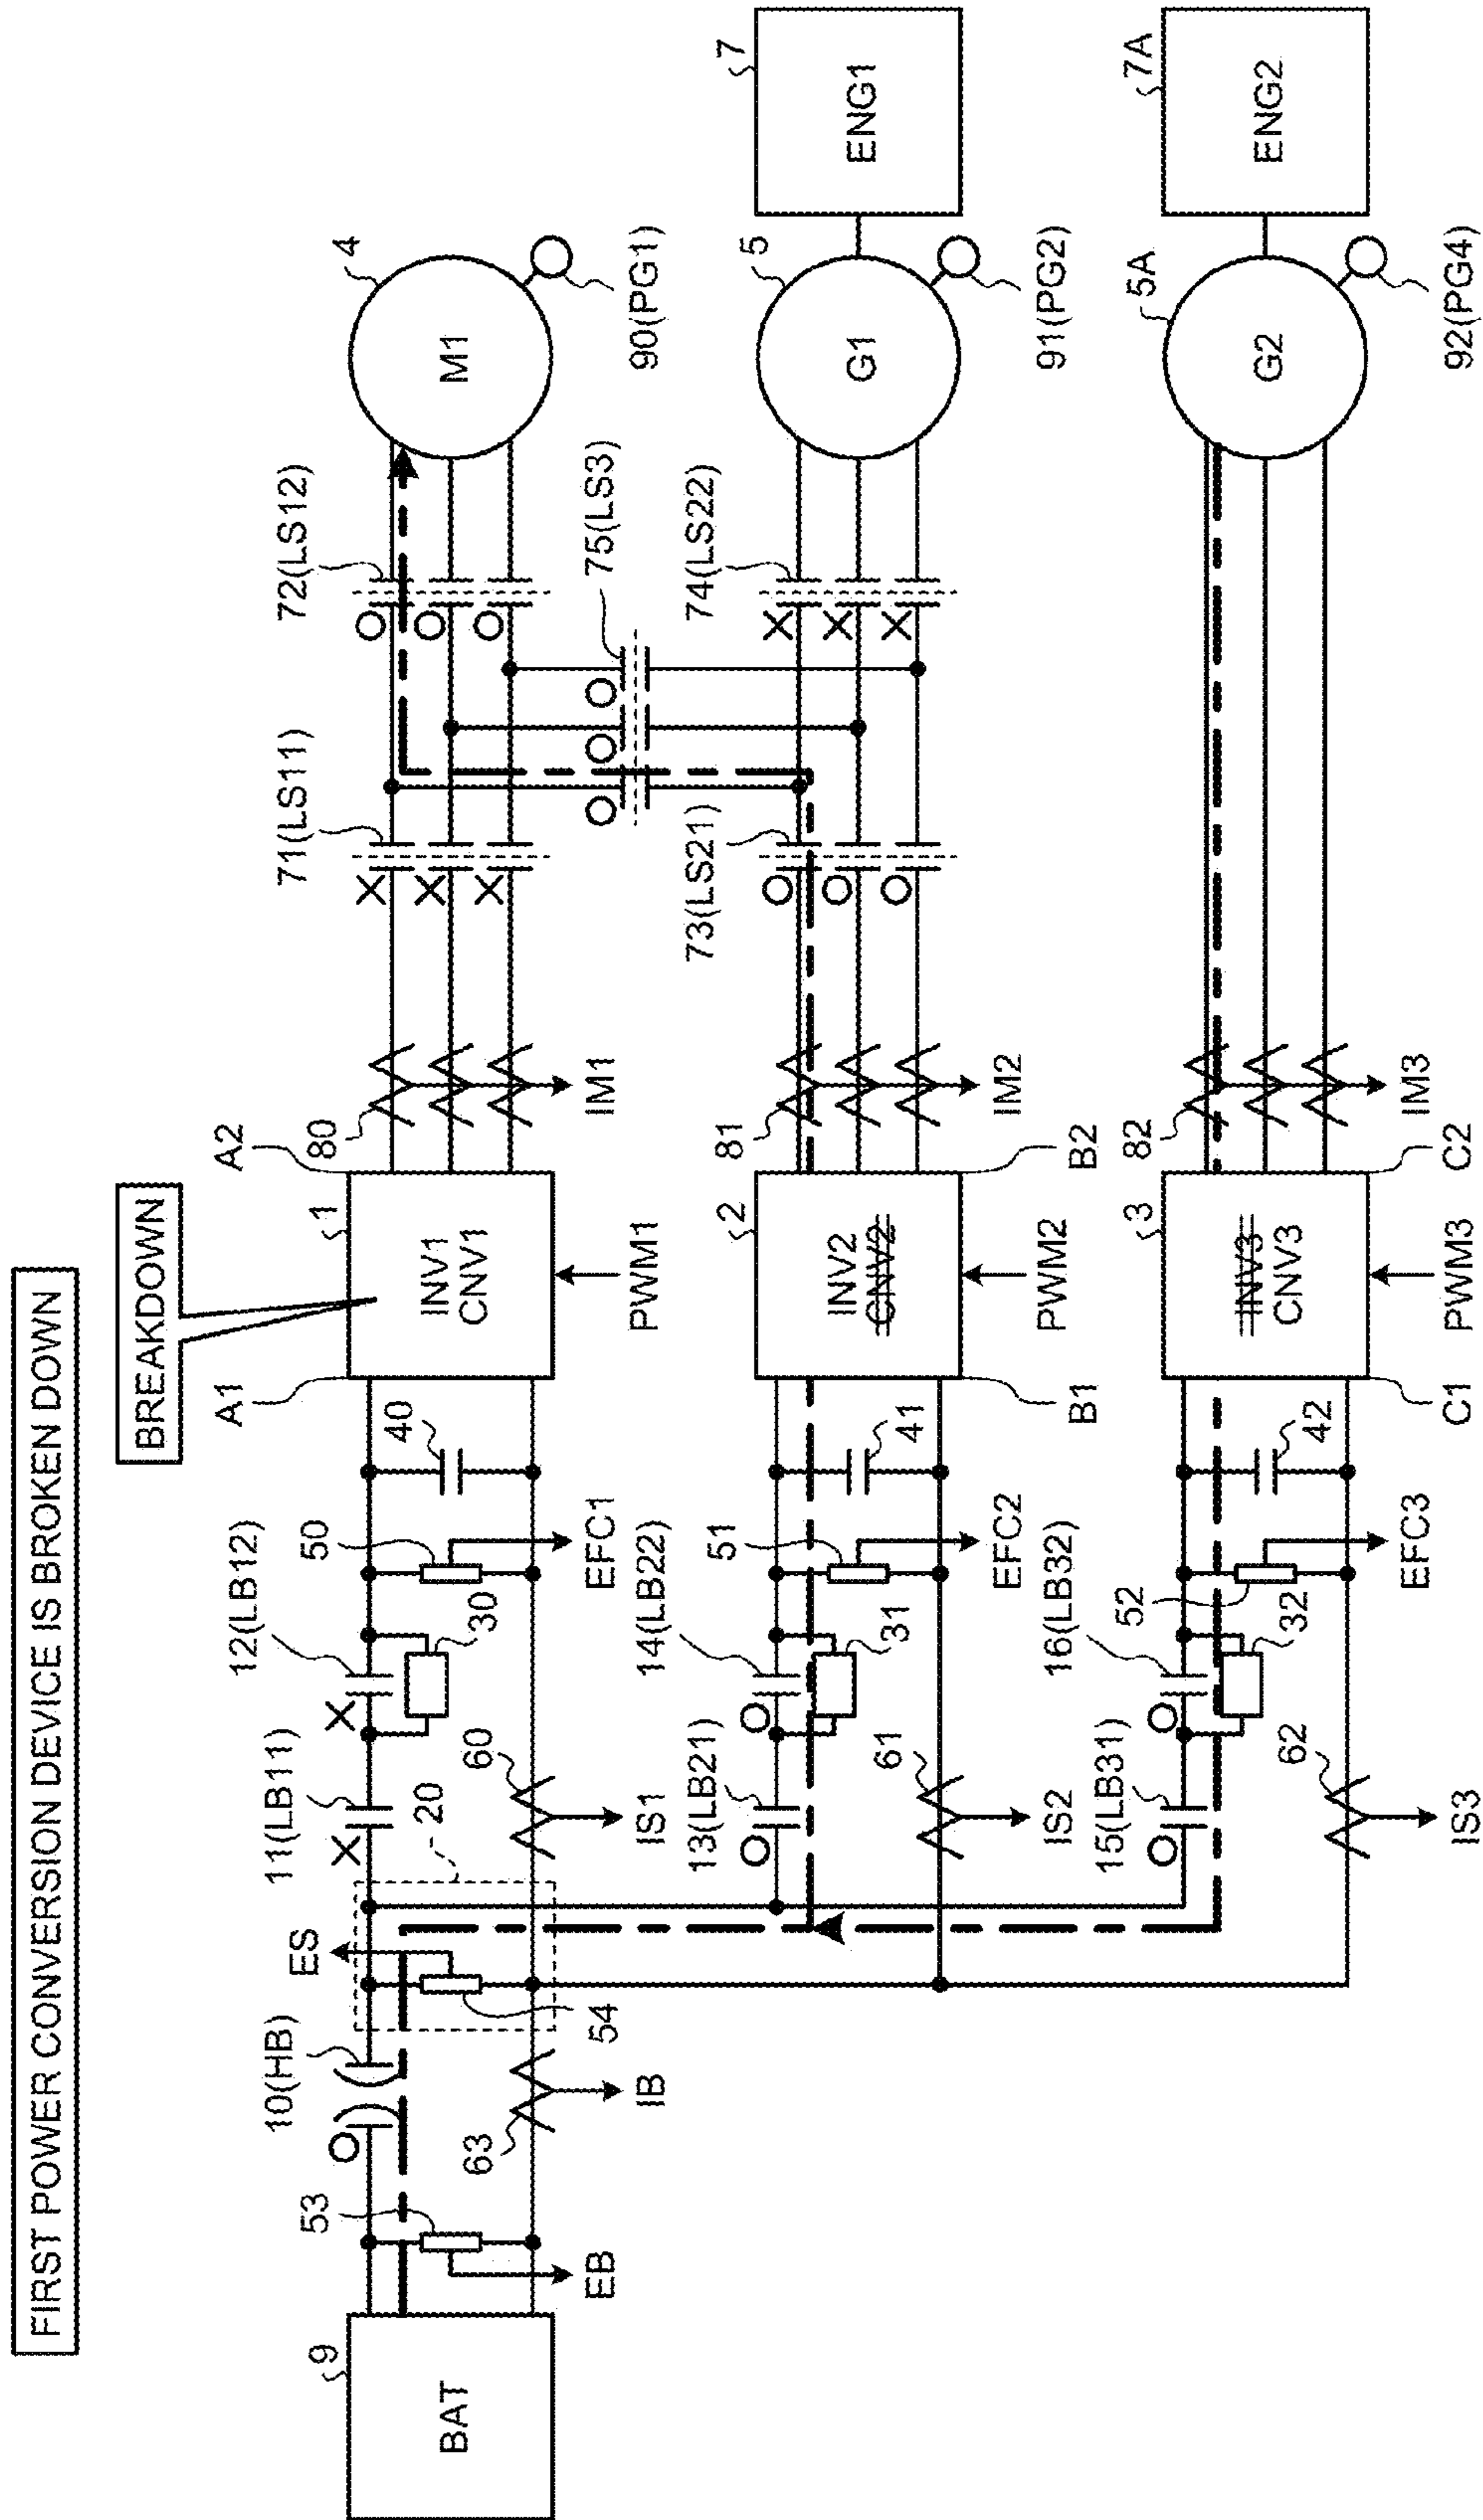 FIRST POWER CONVERSION DEVICE IS BROKEN DOWN
BREAKDOWN
9
BAT
53
EB
10(HB)
63
IB
ES
54
20
11(LB11)
12(LB12)
60
IS1
30
50
EFC1
40
A1
1
A2
INV1
CNV1
PWM1
80
IM1
71(LS11)
72(LS12)
4
M1
90(PG1)
75(LS3)
13(LB21)
14(LB22)
61
IS2
31
51
EFC2
41
B1
2
B2
INV2
CNV2
PWM2
81
IM2
73(LS21)
74(LS22)
5
G1
91(PG2)
7
ENG1
15(LB31)
16(LB32)
62
IS3
32
52
EFC3
42
C1
3
C2
INV3
CNV3
PWM3
82
IM3
5A
G2
92(PG4)
7A
ENG2